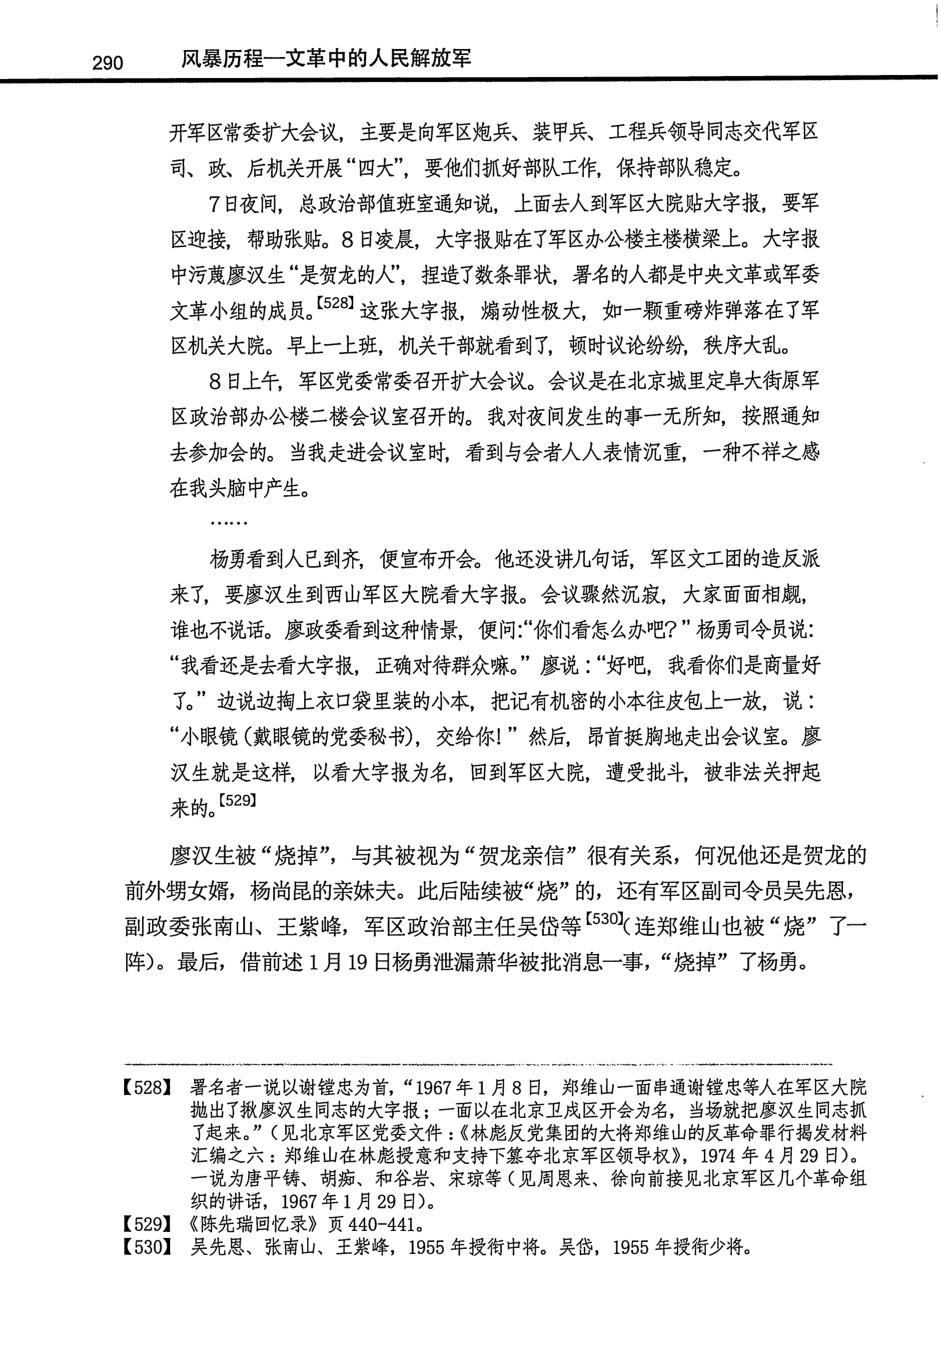 290 风暴历程—文革中的人民解放军
开军区常委扩大会议，主要是向军区炮兵、装甲兵、工程兵领导同志交代军区
司、政、后机关开展“四大”，要他们抓好部队工作，保持部队稳定。
7日夜间，总政治部值班室通知说，上面去人到军区大院贴大字报，要军
区迎接，帮助张贴。8日凌晨，大字报贴在了军区办公楼主楼横梁上。大字报
中污蔑廖汉生“是贺龙的人”，捏造了数条罪状，署名的人都是中央文革或军委
文革小组的成员。【528】这张大字报，煽动性极大，如一颗重磅炸弹落在了军
区机关大院。早上一上班，机关干部就看到了，顿时议论纷纷，秩序大乱。
8日上午，军区党委常委召开扩大会议。会议是在北京城里定阜大街原军
区政治部办公楼二楼会议室召开的。我对夜间发生的事一无所知，按照通知
去参加会的。当我走进会议室时，看到与会者人人表情沉重，一种不祥之感
在我头脑中产生。
……
杨勇看到人已到齐，便宣布开会。他还没讲几句话，军区文工团的造反派
来了，要廖汉生到西山军区大院看大字报。会议骤然沉寂，大家面面相觑，
谁也不说话。廖政委看到这种情景，便问：“你们看怎么办吧？”杨勇司令员说：
“我看还是去看大字报，正确对待群众嘛。”廖说：“好吧，我看你们是商量好
了。”边说边掏上衣口袋里装的小本，把记有机密的小本往皮包上一放，说：
“小眼镜（戴眼镜的党委秘书），交给你！”然后，昂首挺胸地走出会议室。廖
汉生就是这样，以看大字报为名，回到军区大院，遭受批斗，被非法关押起
来的。【529】
廖汉生被“烧掉”，与其被视为“贺龙亲信”很有关系，何况他还是贺龙的
前外甥女婿，杨尚昆的亲妹夫。此后陆续被“烧”的，还有军区副司令员吴先恩，
副政委张南山、王紫峰，军区政治部主任吴岱等【530】（连郑维山也被“烧”了一
阵）。最后，借前述1月19日杨勇泄漏萧华被批消息一事，“烧掉”了杨勇。
【528】 署名者一说以谢镗忠为首，“1967年1月8日，郑维山一面串通谢镗忠等人在军区大院
抛出了揪廖汉生同志的大字报；一面以在北京卫戍区开会为名，当场就把廖汉生同志抓
了起来。”（见北京军区党委文件：《林彪反党集团的大将郑维山的反革命罪行揭发材料
汇编之六：郑维山在林彪授意和支持下篡夺北京军区领导权》，1974年4月29日）。
一说为唐平铸、胡痴、和谷岩、宋琼等（见周恩来、徐向前接见北京军区几个革命组
织的讲话，1967年1月29日）。
【529】 《陈先瑞回忆录》页440-441。
【530】 吴先恩、张南山、王紫峰，1955年授衔中将。吴岱，1955年授衔少将。